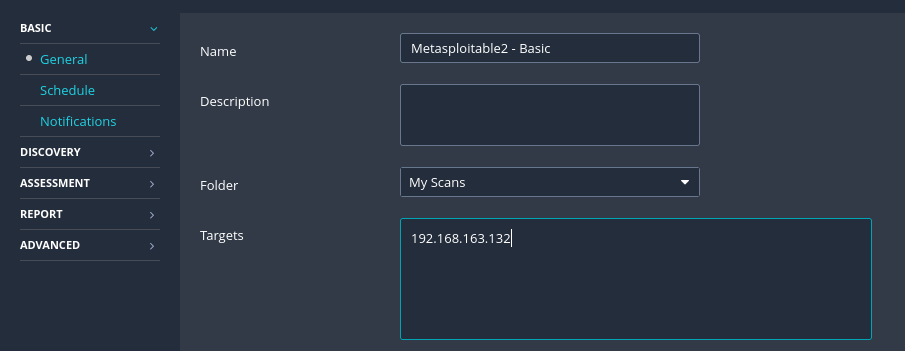 BASIC
General
Schedule
Notifications
DISCOVERY
ASSESSMENT
REPORT
ADVANCED
Name
Metasploitable2 - Basic
Description
Folder
My Scans
Targets
192.168.163.132